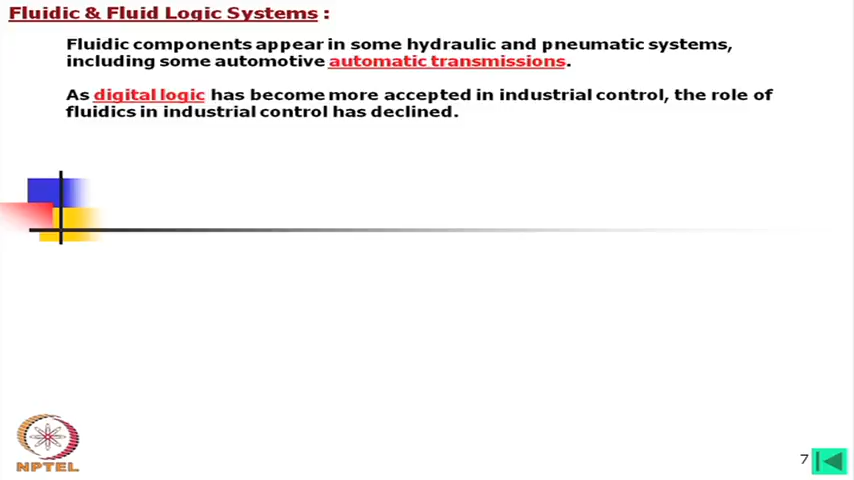 Fluidic & Fluid Logic Systems :
Fluidic components appear in some hydraulic and pneumatic systems,
including some automotive automatic transmissions.
As digital logic has become more accepted in industrial control, the role of
fluidics in industrial control has declined.
NPTEL
7